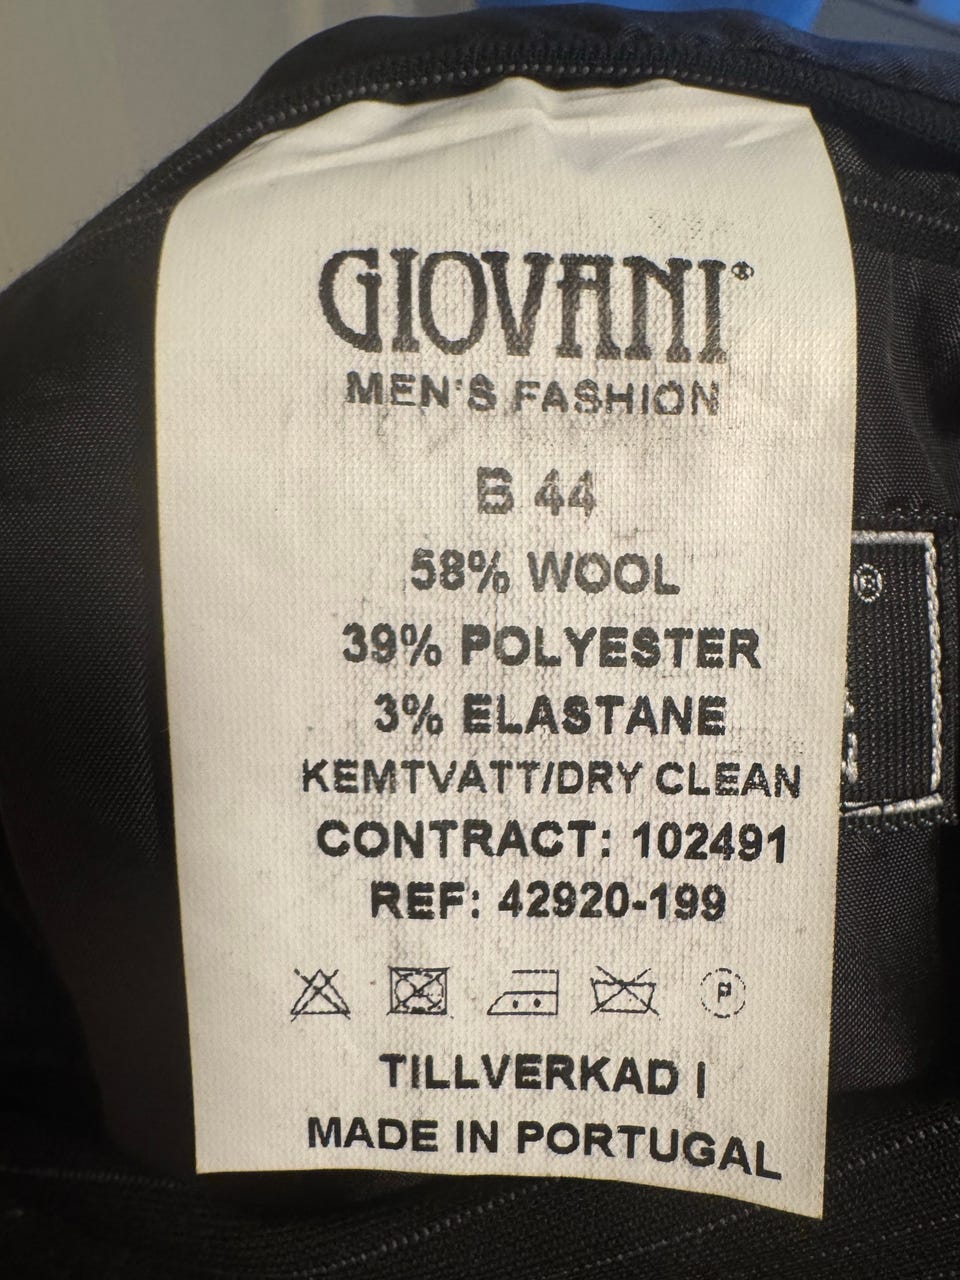 GIOVANI®
MEN'S FASHION
B 44
58% WOOL
39% POLYESTER
3% ELASTANE
KEMTVATT/DRY CLEAN
CONTRACT: 102491
REF: 42920-199
P
TILLVERKAD I
MADE IN PORTUGAL
®